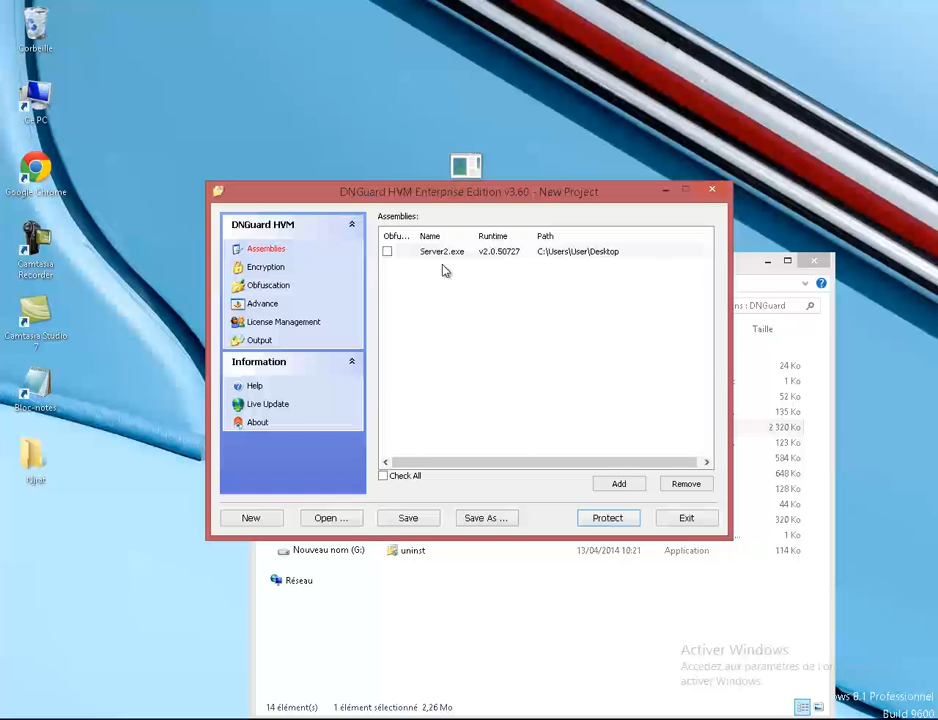 Corbeille
Ce PC
Google Chrome
Camtasia
Recorder
Camtasia Studio
7
Bloc-notes
Njrat
DNGuard HVM Enterprise Edition v3.60 - New Project
DNGuard HVM
Assemblies
Encryption
Obfuscation
Advance
License Management
Output
Information
Help
Live Update
About
Assemblies:
Obfu... Name Runtime Path
Server2.exe v2.0.50727 C:\Users\User\Desktop
Check All
Add Remove
New Open ... Save Save As ... Protect Exit
ns : DNGuard
Taille
24 Ko
1 Ko
52 Ko
135 Ko
2 320 Ko
123 Ko
584 Ko
648 Ko
128 Ko
44 Ko
320 Ko
1 Ko
Nouveau nom (G:) uninst 13/04/2014 10:21 Application 114 Ko
Réseau
14 élément(s) 1 élément sélectionné 2,26 Mo
Activer Windows
Accédez aux paramètres de l'or
activer Windows.
ws 8.1 Professionnel
Build 9600